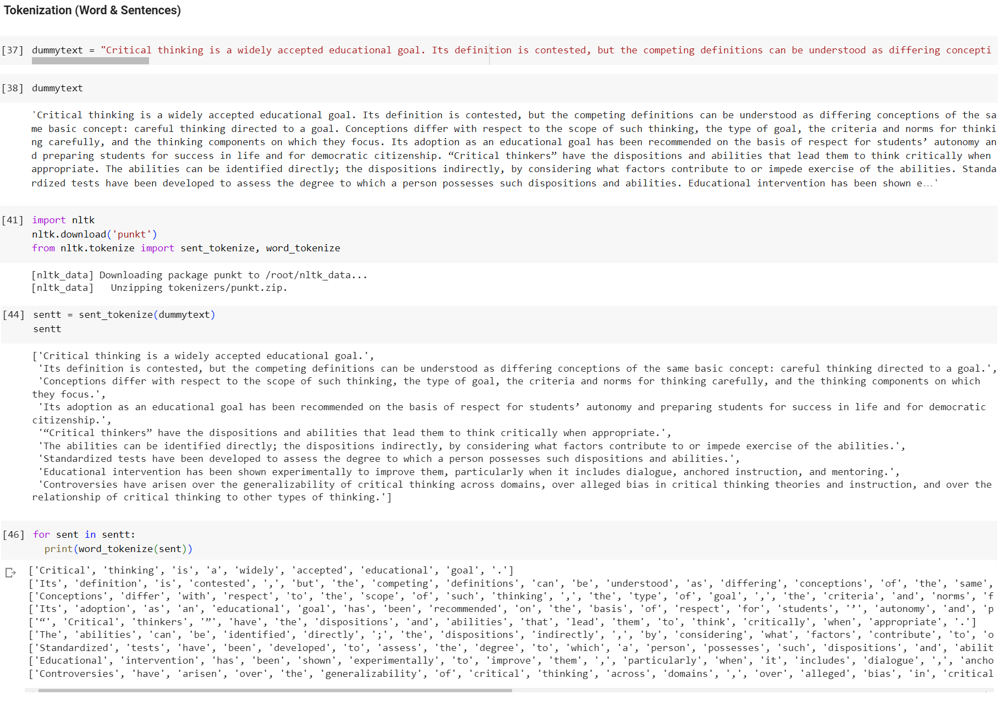 Tokenization (Word & Sentences)
[37] dummytext = "Critical thinking is a widely accepted educational goal. Its definition is contested, but the competing definitions can be understood as differing concepti
[38] dummytext
'Critical thinking is a widely accepted educational goal. Its definition is contested, but the competing definitions can be understood as differing conceptions of the sa
me basic concept: careful thinking directed to a goal. Conceptions differ with respect to the scope of such thinking, the type of goal, the criteria and norms for thinki
ng carefully, and the thinking components on which they focus. Its adoption as an educational goal has been recommended on the basis of respect for students’ autonomy an
d preparing students for success in life and for democratic citizenship. “Critical thinkers” have the dispositions and abilities that lead them to think critically when
appropriate. The abilities can be identified directly; the dispositions indirectly, by considering what factors contribute to or impede exercise of the abilities. Standa
rdized tests have been developed to assess the degree to which a person possesses such dispositions and abilities. Educational intervention has been shown e…'
[41] import nltk
nltk.download('punkt')
from nltk.tokenize import sent_tokenize, word_tokenize
[nltk_data] Downloading package punkt to /root/nltk_data...
[nltk_data]   Unzipping tokenizers/punkt.zip.
[44] sentt = sent_tokenize(dummytext)
sentt
['Critical thinking is a widely accepted educational goal.',
'Its definition is contested, but the competing definitions can be understood as differing conceptions of the same basic concept: careful thinking directed to a goal.',
'Conceptions differ with respect to the scope of such thinking, the type of goal, the criteria and norms for thinking carefully, and the thinking components on which
they focus.',
'Its adoption as an educational goal has been recommended on the basis of respect for students’ autonomy and preparing students for success in life and for democratic
citizenship.',
'“Critical thinkers” have the dispositions and abilities that lead them to think critically when appropriate.',
'The abilities can be identified directly; the dispositions indirectly, by considering what factors contribute to or impede exercise of the abilities.',
'Standardized tests have been developed to assess the degree to which a person possesses such dispositions and abilities.',
'Educational intervention has been shown experimentally to improve them, particularly when it includes dialogue, anchored instruction, and mentoring.',
'Controversies have arisen over the generalizability of critical thinking across domains, over alleged bias in critical thinking theories and instruction, and over the
relationship of critical thinking to other types of thinking.']
[46] for sent in sentt:
print(word_tokenize(sent))
['Critical', 'thinking', 'is', 'a', 'widely', 'accepted', 'educational', 'goal', '.']
['Its', 'definition', 'is', 'contested', ',', 'but', 'the', 'competing', 'definitions', 'can', 'be', 'understood', 'as', 'differing', 'conceptions', 'of', 'the', 'same',
['Conceptions', 'differ', 'with', 'respect', 'to', 'the', 'scope', 'of', 'such', 'thinking', ',', 'the', 'type', 'of', 'goal', ',', 'the', 'criteria', 'and', 'norms', 'f
['Its', 'adoption', 'as', 'an', 'educational', 'goal', 'has', 'been', 'recommended', 'on', 'the', 'basis', 'of', 'respect', 'for', 'students', '’', 'autonomy', 'and', 'p
['“', 'Critical', 'thinkers', '”', 'have', 'the', 'dispositions', 'and', 'abilities', 'that', 'lead', 'them', 'to', 'think', 'critically', 'when', 'appropriate', '.']
['The', 'abilities', 'can', 'be', 'identified', 'directly', ';', 'the', 'dispositions', 'indirectly', ',', 'by', 'considering', 'what', 'factors', 'contribute', 'to', 'o
['Standardized', 'tests', 'have', 'been', 'developed', 'to', 'assess', 'the', 'degree', 'to', 'which', 'a', 'person', 'possesses', 'such', 'dispositions', 'and', 'abilit
['Educational', 'intervention', 'has', 'been', 'shown', 'experimentally', 'to', 'improve', 'them', ',', 'particularly', 'when', 'it', 'includes', 'dialogue', ',', 'ancho
['Controversies', 'have', 'arisen', 'over', 'the', 'generalizability', 'of', 'critical', 'thinking', 'across', 'domains', ',', 'over', 'alleged', 'bias', 'in', 'critical